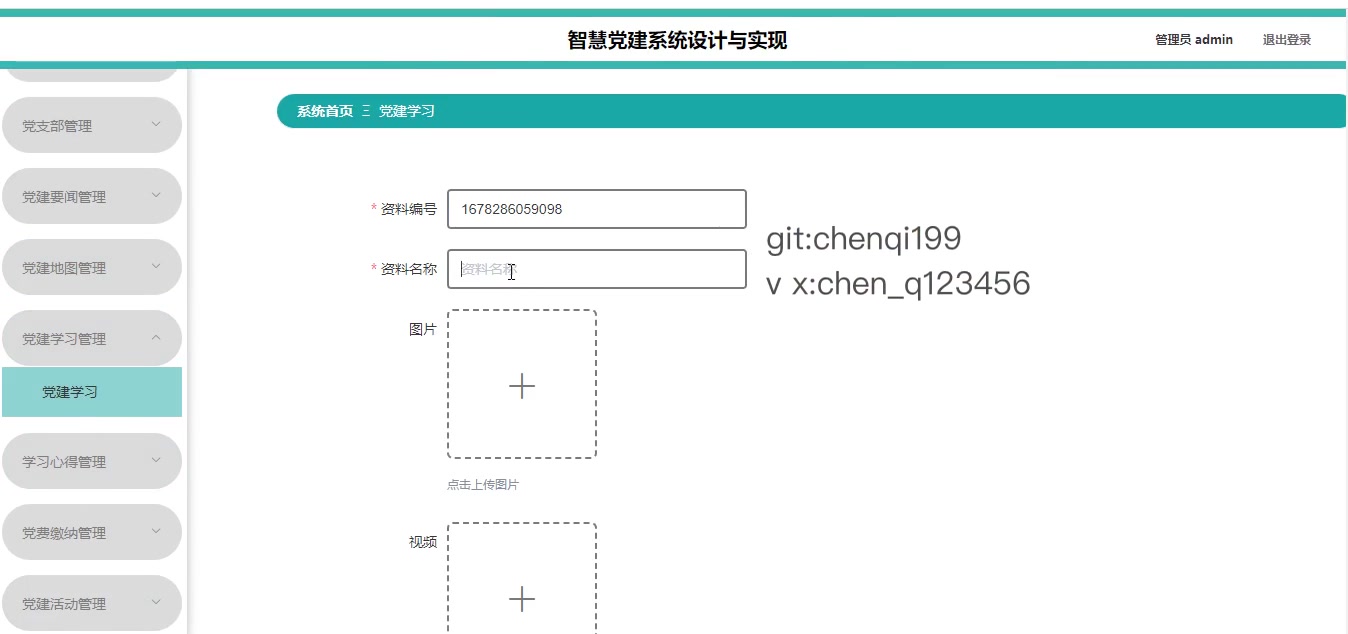 智慧党建系统设计与实现
管理员 admin
退出登录
系统首页 Ξ 党建学习
党支部管理
党建要闻管理
党建地图管理
党建学习管理
党建学习
学习心得管理
党费缴纳管理
党建活动管理
* 资料编号 1678286059098
* 资料名称 资料名称
git:chenqi199
v x:chen_q123456
图片
点击上传图片
视频